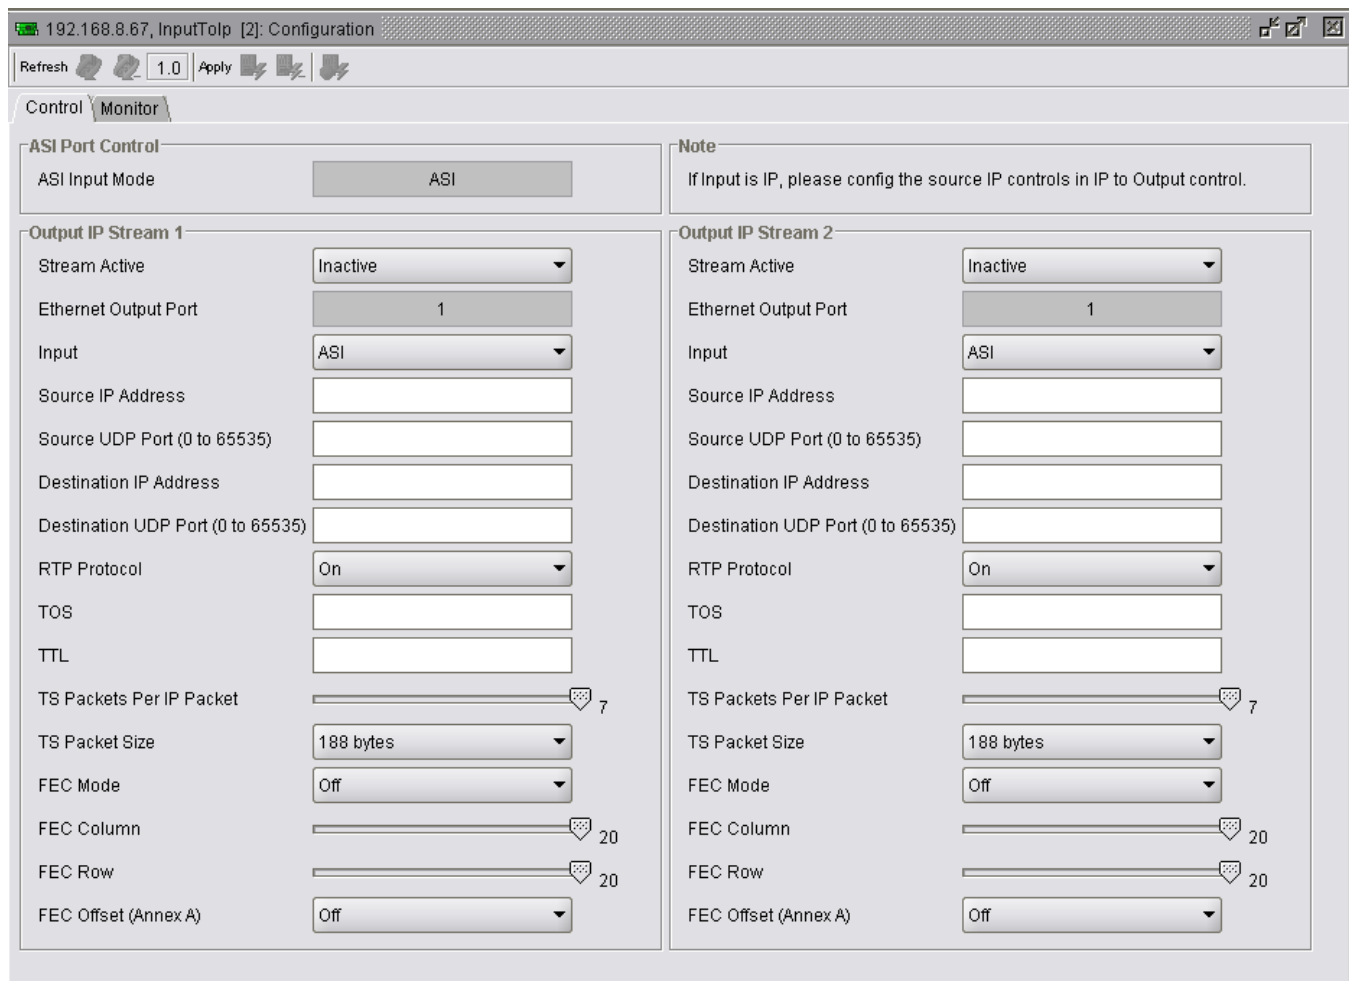 192.168.8.67, InputToIp [2]: Configuration
Refresh 1.0 Apply
Control Monitor
ASI Port Control
ASI Input Mode ASI
Note
If Input is IP, please config the source IP controls in IP to Output control.
Output IP Stream 1
Stream Active Inactive
Ethernet Output Port 1
Input ASI
Source IP Address
Source UDP Port (0 to 65535)
Destination IP Address
Destination UDP Port (0 to 65535)
RTP Protocol On
TOS
TTL
TS Packets Per IP Packet 7
TS Packet Size 188 bytes
FEC Mode Off
FEC Column 20
FEC Row 20
FEC Offset (Annex A) Off
Output IP Stream 2
Stream Active Inactive
Ethernet Output Port 1
Input ASI
Source IP Address
Source UDP Port (0 to 65535)
Destination IP Address
Destination UDP Port (0 to 65535)
RTP Protocol On
TOS
TTL
TS Packets Per IP Packet 7
TS Packet Size 188 bytes
FEC Mode Off
FEC Column 20
FEC Row 20
FEC Offset (Annex A) Off